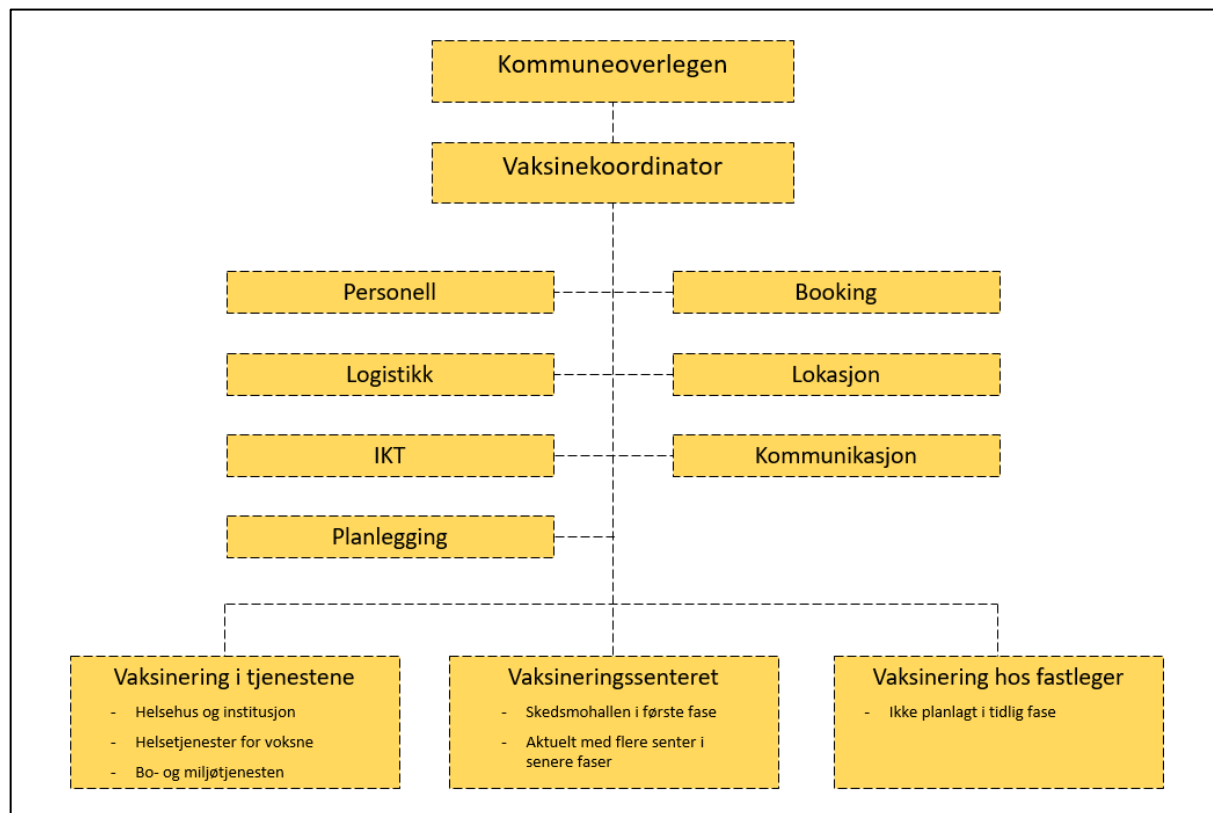 Kommuneoverlegen
Vaksinekoordinator
Personell
Booking
Logistikk
Lokasjon
IKT
Kommunikasjon
Planlegging
Vaksinering i tjenestene
- Helsehus og institusjon
- Helsetjenester for voksne
- Bo- og miljøtjenesten
Vaksineringssenteret
- Skedsmohallen i første fase
- Aktuelt med flere senter i
senere faser
Vaksinering hos fastleger
- Ikke planlagt i tidlig fase